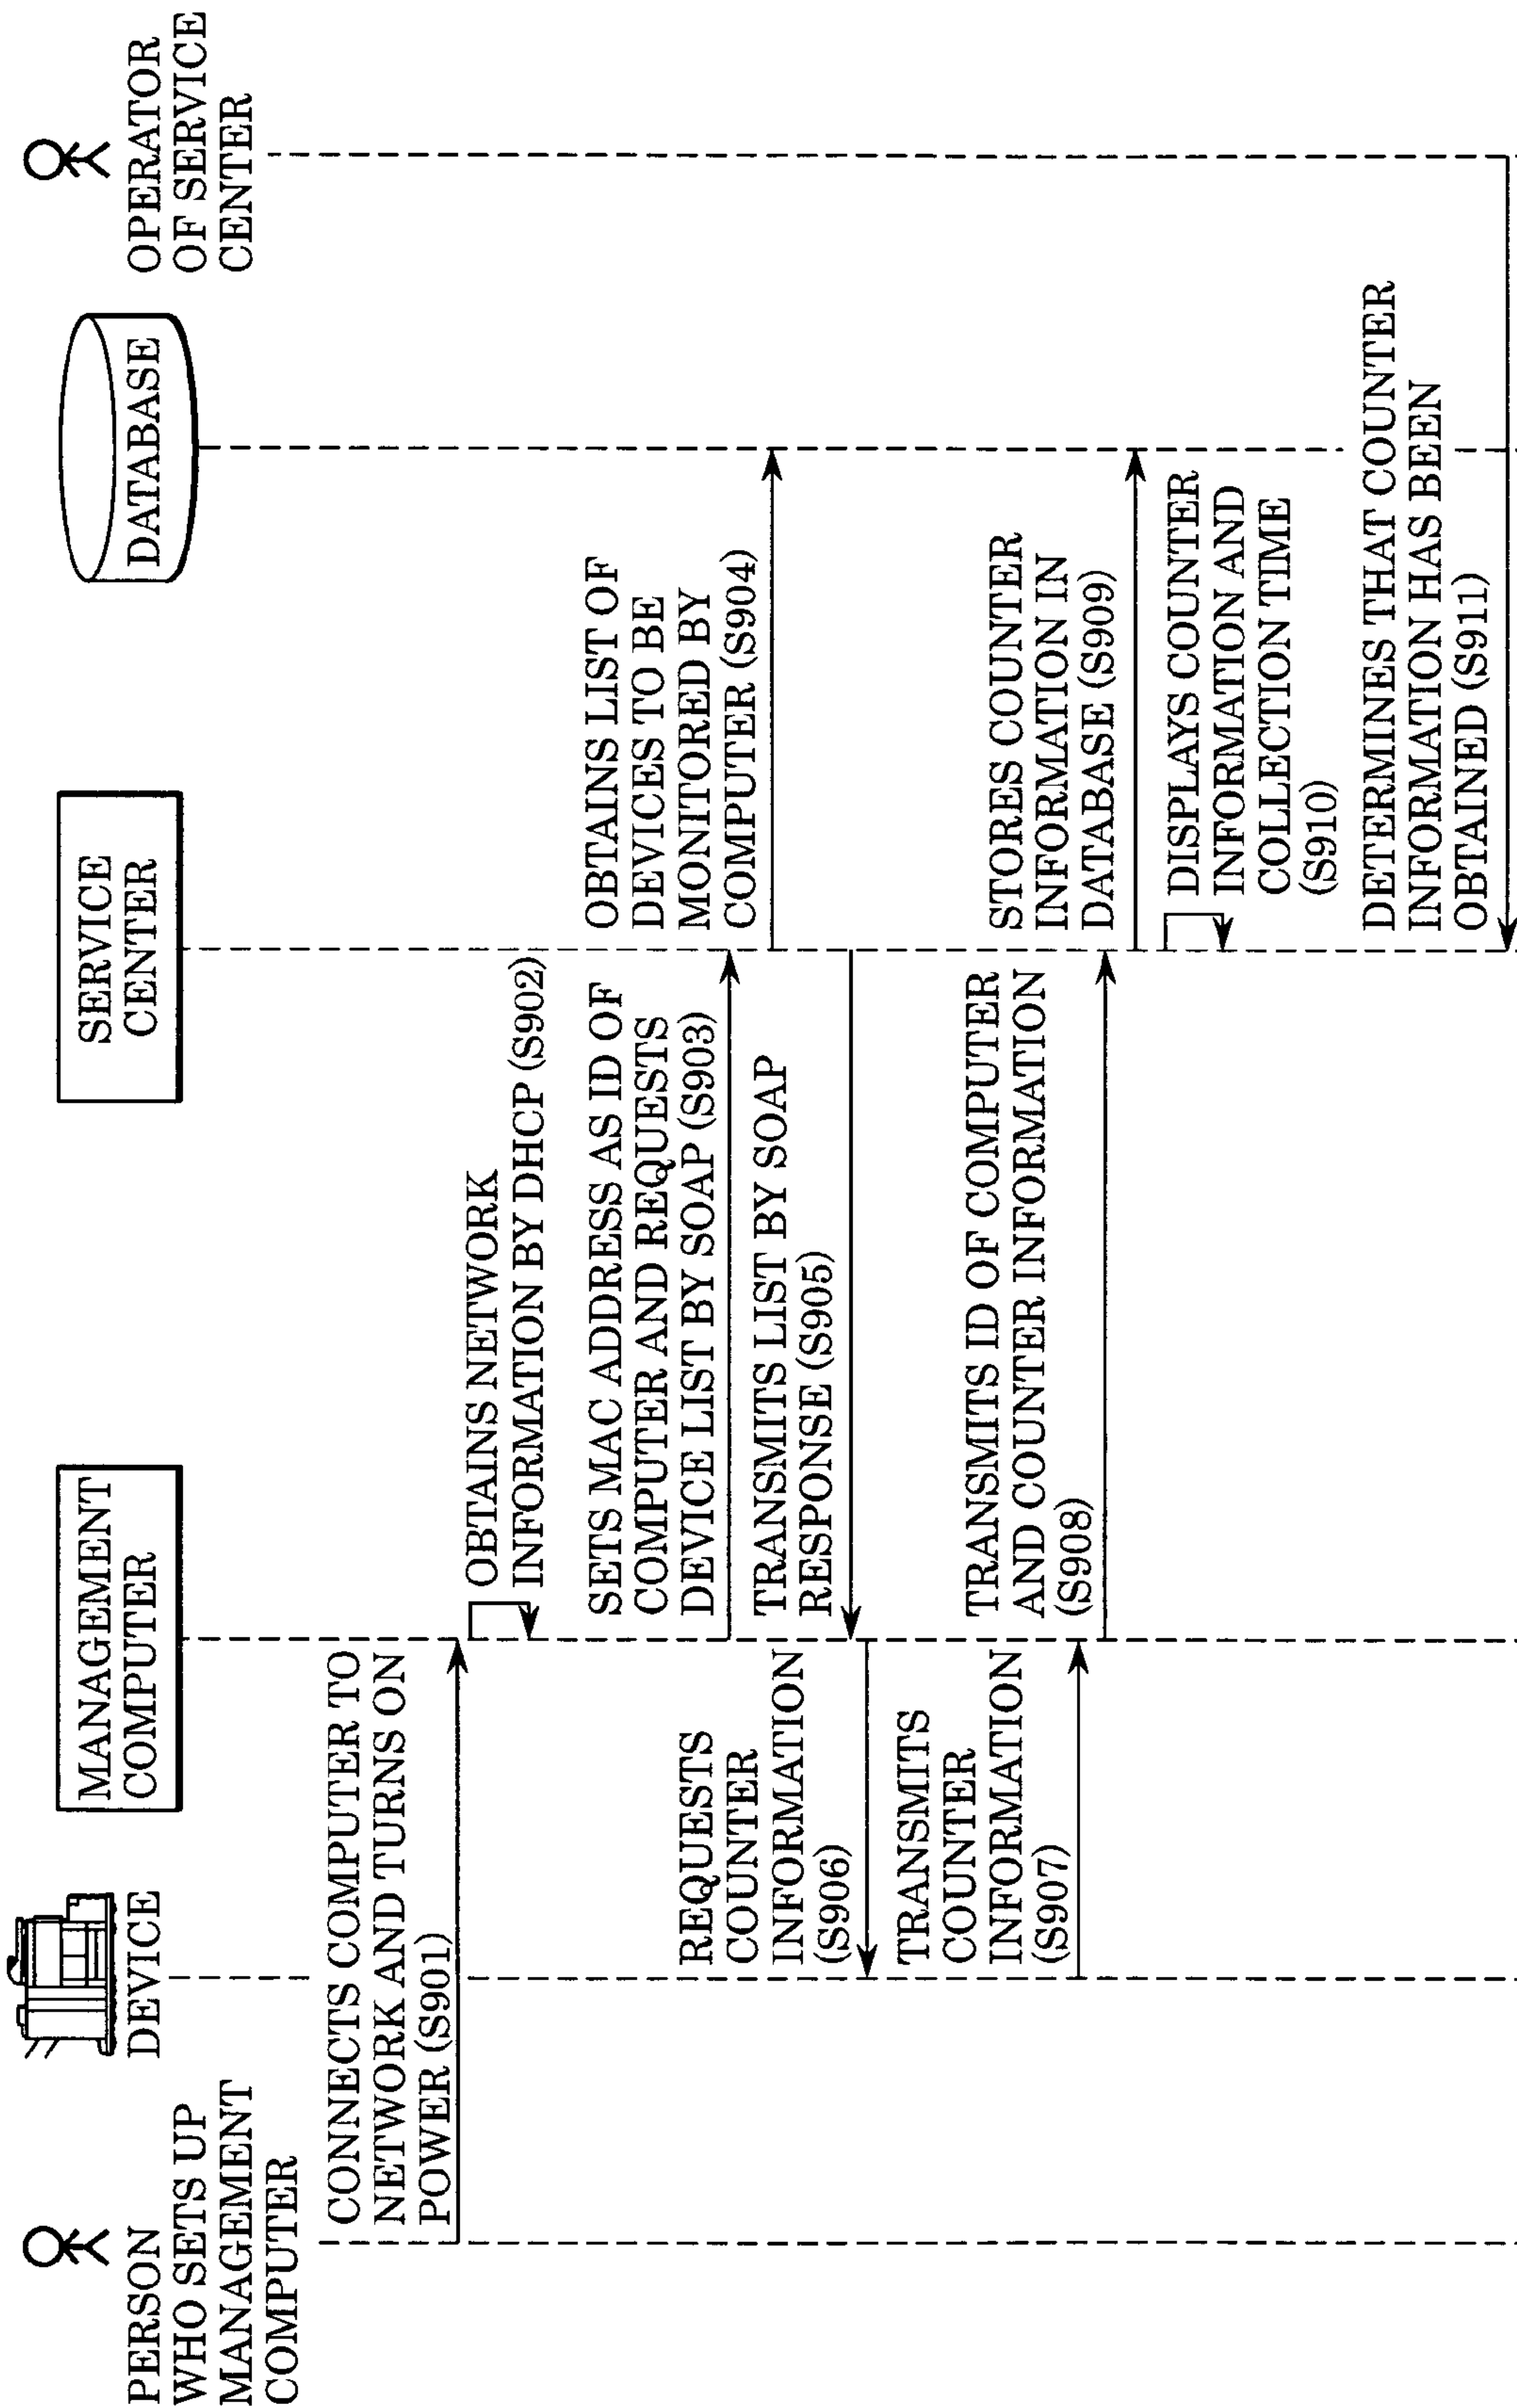 PERSON
WHO SETS UP
MANAGEMENT
COMPUTER
DEVICE
MANAGEMENT
COMPUTER
SERVICE
CENTER
DATABASE
OPERATOR
OF SERVICE
CENTER
CONNECTS COMPUTER TO
NETWORK AND TURNS ON
POWER (S901)
OBTAINS NETWORK
INFORMATION BY DHCP (S902)
SETS MAC ADDRESS AS ID OF
COMPUTER AND REQUESTS
DEVICE LIST BY SOAP (S903)
OBTAINS LIST OF
DEVICES TO BE
MONITORED BY
COMPUTER (S904)
TRANSMITS LIST BY SOAP
RESPONSE (S905)
REQUESTS
COUNTER
INFORMATION
(S906)
TRANSMITS
COUNTER
INFORMATION
(S907)
TRANSMITS ID OF COMPUTER
AND COUNTER INFORMATION
(S908)
STORES COUNTER
INFORMATION IN
DATABASE (S909)
DISPLAYS COUNTER
INFORMATION AND
COLLECTION TIME
(S910)
DETERMINES THAT COUNTER
INFORMATION HAS BEEN
OBTAINED (S911)